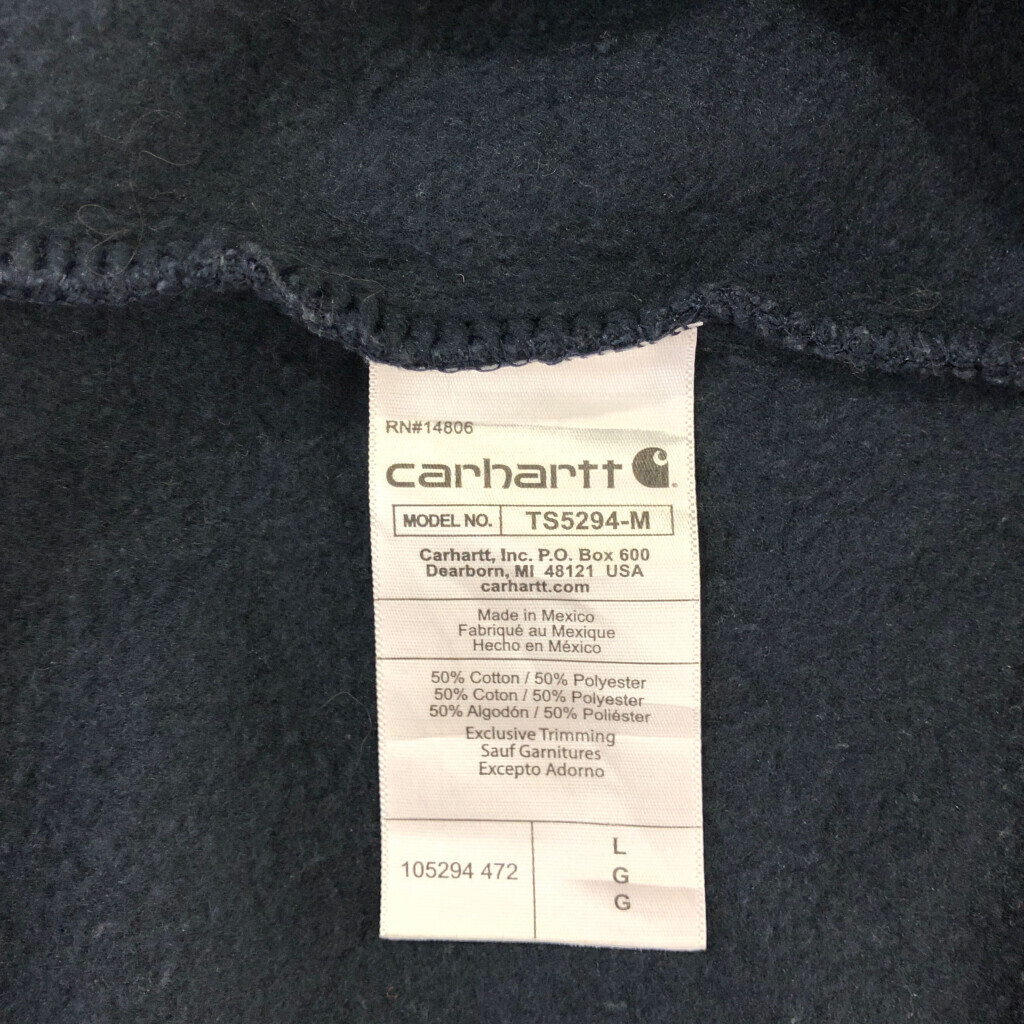 RN#14806
carhartt
MODEL NO. TS5294-M
Carhartt, Inc. P.O. Box 600
Dearborn, MI 48121 USA
carhartt.com
Made in Mexico
Fabriqué au Mexique
Hecho en México
50% Cotton / 50% Polyester
50% Coton / 50% Polyester
50% Algodón / 50% Poliéster
Exclusive Trimming
Sauf Garnitures
Excepto Adorno
105294 472
L
G
G